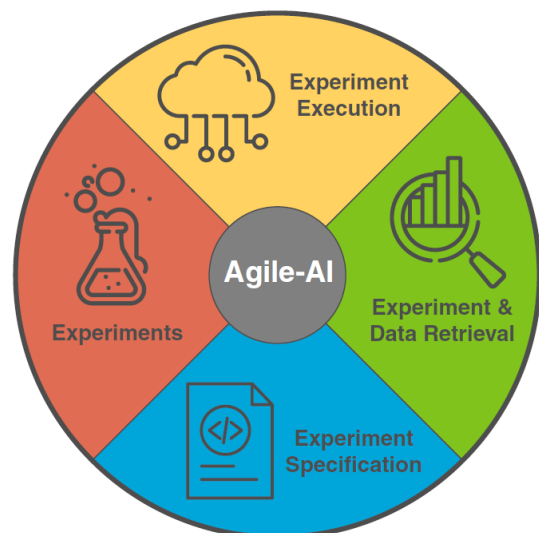 Experiment
Execution
Agile-AI
Experiment &
Data Retrieval
Experiments
</>
Experiment
Specification